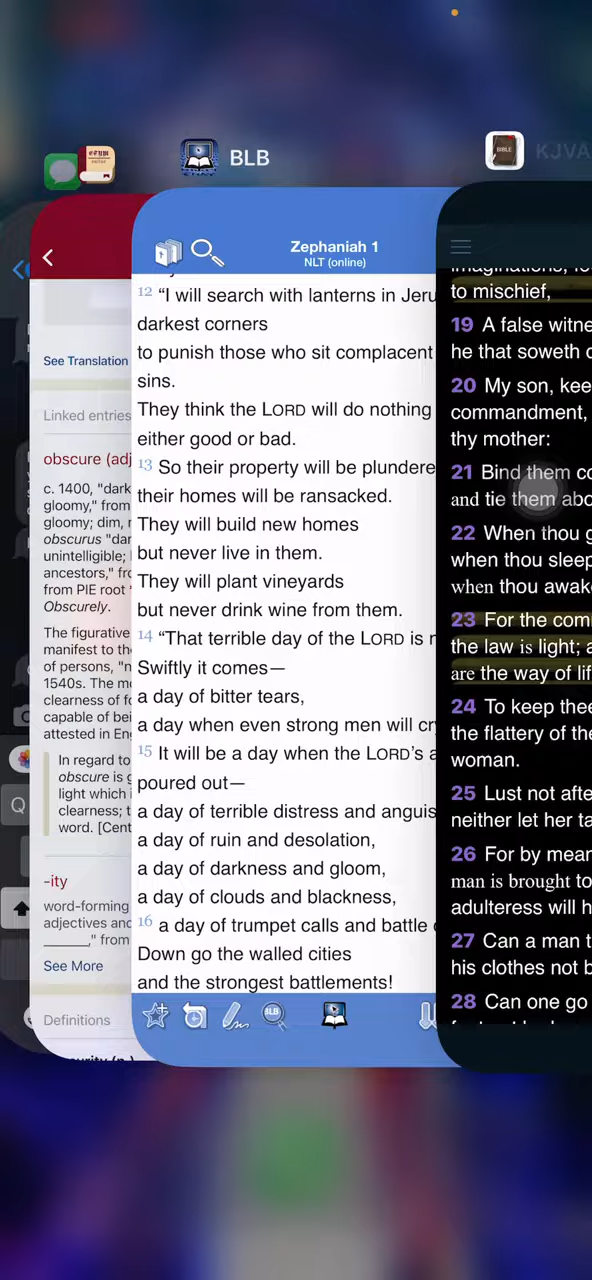 BLB
KJVA
BIBLE
See Translation
Linked entries
obscure (adj
c. 1400, "dark
gloomy," from
gloomy; dim,
obscurus "dar
unintelligible;
ancestors," fro
from PIE root
Obscurely.
The figurative
manifest to the
of persons, "n
1540s. The mo
clearness of fo
capable of bei
attested in Eng
In regard to
obscure is g
light which i
clearness; t
word. [Cent
-ity
word-forming
adjectives and
______," from
See More
Definitions
Zephaniah 1
NLT (online)
12 “I will search with lanterns in Jeru
darkest corners
to punish those who sit complacent
sins.
They think the LORD will do nothing
either good or bad.
13 So their property will be plundere
their homes will be ransacked.
They will build new homes
but never live in them.
They will plant vineyards
but never drink wine from them.
14 “That terrible day of the LORD is n
Swiftly it comes—
a day of bitter tears,
a day when even strong men will cry
15 It will be a day when the LORD’s a
poured out—
a day of terrible distress and anguis
a day of ruin and desolation,
a day of darkness and gloom,
a day of clouds and blackness,
16 a day of trumpet calls and battle c
Down go the walled cities
and the strongest battlements!
BLB
to mischief,
19 A false witne
he that soweth d
20 My son, kee
commandment,
thy mother:
21 Bind them co
and tie them abo
22 When thou g
when thou sleep
when thou awak
23 For the comm
the law is light; a
are the way of lif
24 To keep thee
the flattery of the
woman.
25 Lust not afte
neither let her ta
26 For by mean
man is brought to
adulteress will h
27 Can a man t
his clothes not b
28 Can one go
Q